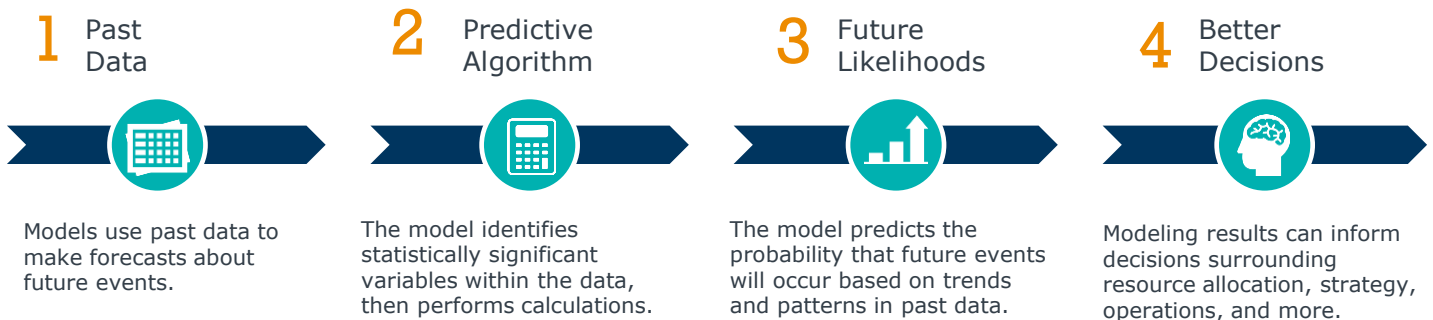 1
Past
Data
Models use past data to
make forecasts about
future events.
2
Predictive
Algorithm
The model identifies
statistically significant
variables within the data,
then performs calculations.
3
Future
Likelihoods
The model predicts the
probability that future events
will occur based on trends
and patterns in past data.
4
Better
Decisions
Modeling results can inform
decisions surrounding
resource allocation, strategy,
operations, and more.